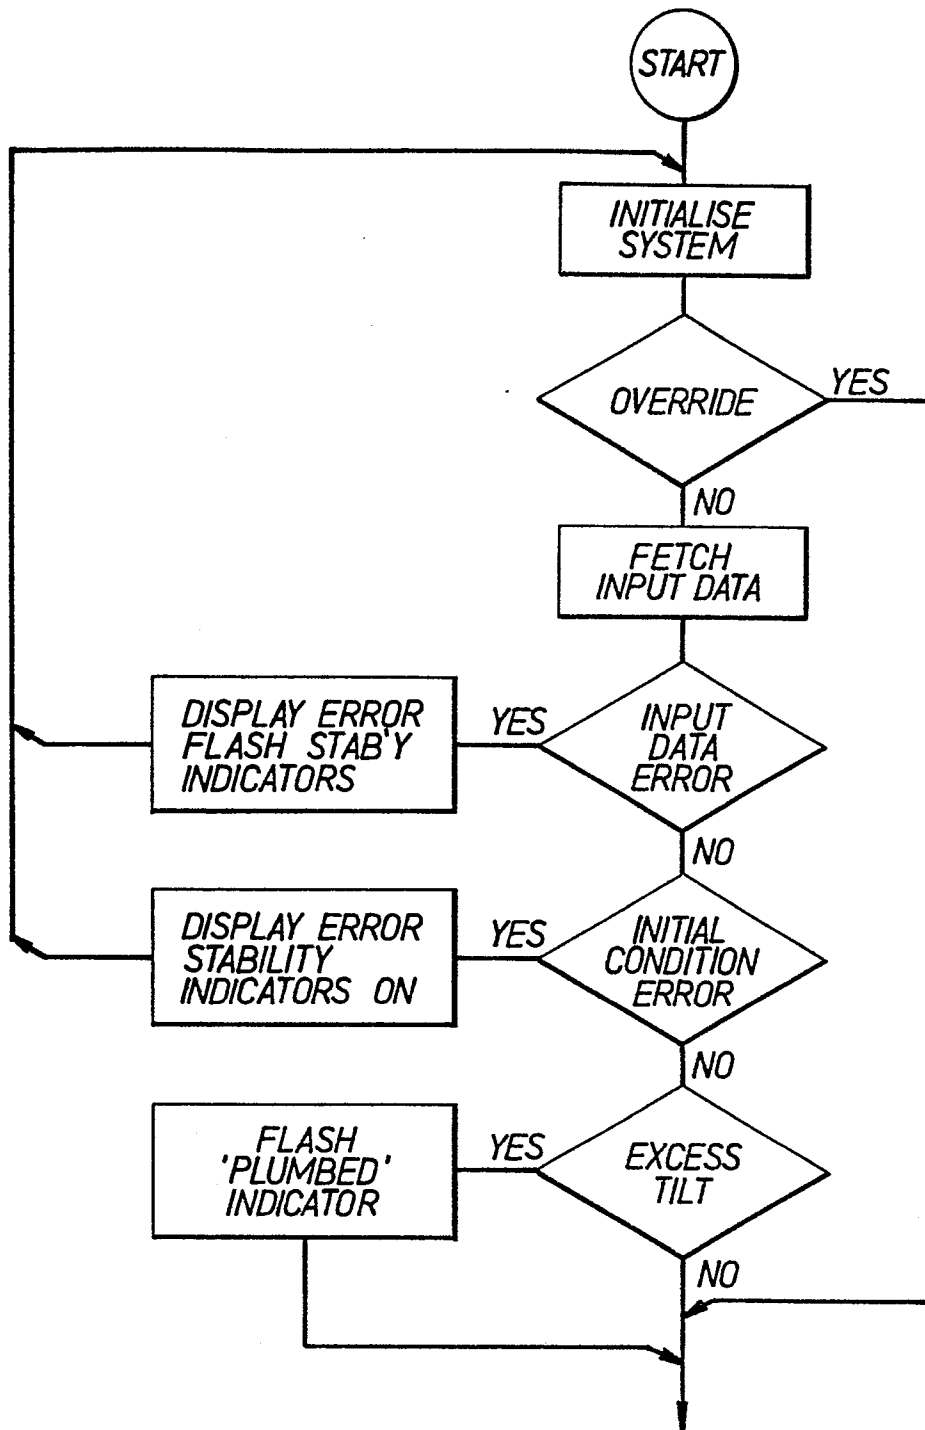 START
INITIALISE
SYSTEM
OVERRIDE
YES
NO
FETCH
INPUT DATA
DISPLAY ERROR
FLASH STAB'Y
INDICATORS
YES
INPUT
DATA
ERROR
NO
DISPLAY ERROR
STABILITY
INDICATORS ON
YES
INITIAL
CONDITION
ERROR
NO
FLASH
'PLUMBED'
INDICATOR
YES
EXCESS
TILT
NO